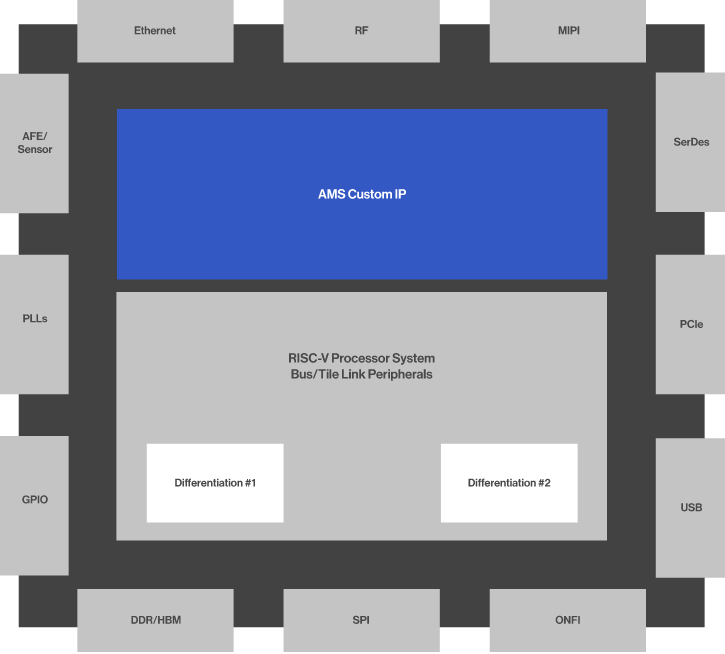 Ethernet
RF
MIPI
AFE/
Sensor
SerDes
AMS Custom IP
PLLs
PCIe
RISC-V Processor System
Bus/Tile Link Peripherals
Differentiation #1
Differentiation #2
GPIO
USB
DDR/HBM
SPI
ONFI